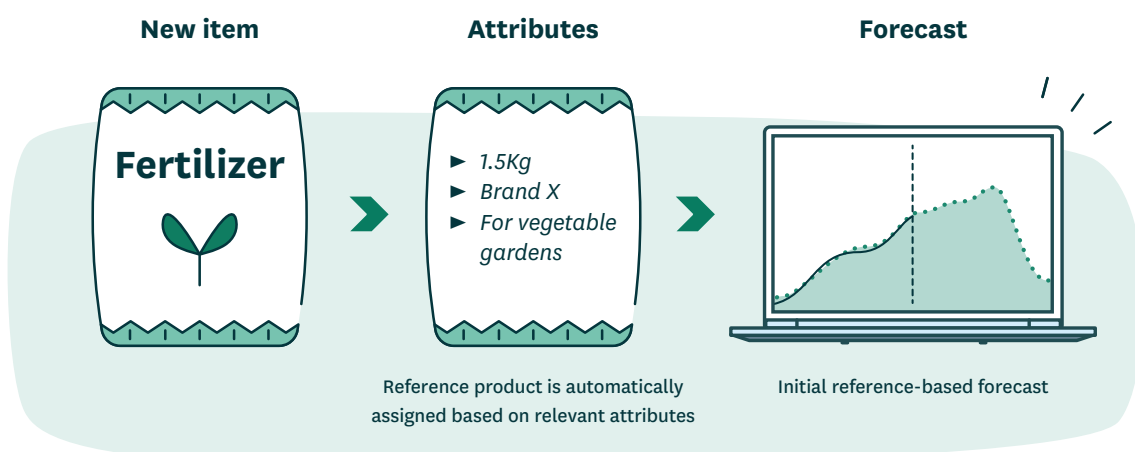 New item
Attributes
Forecast
Fertilizer
► 1.5Kg
► Brand X
► For vegetable
gardens
Reference product is automatically
assigned based on relevant attributes
Initial reference-based forecast